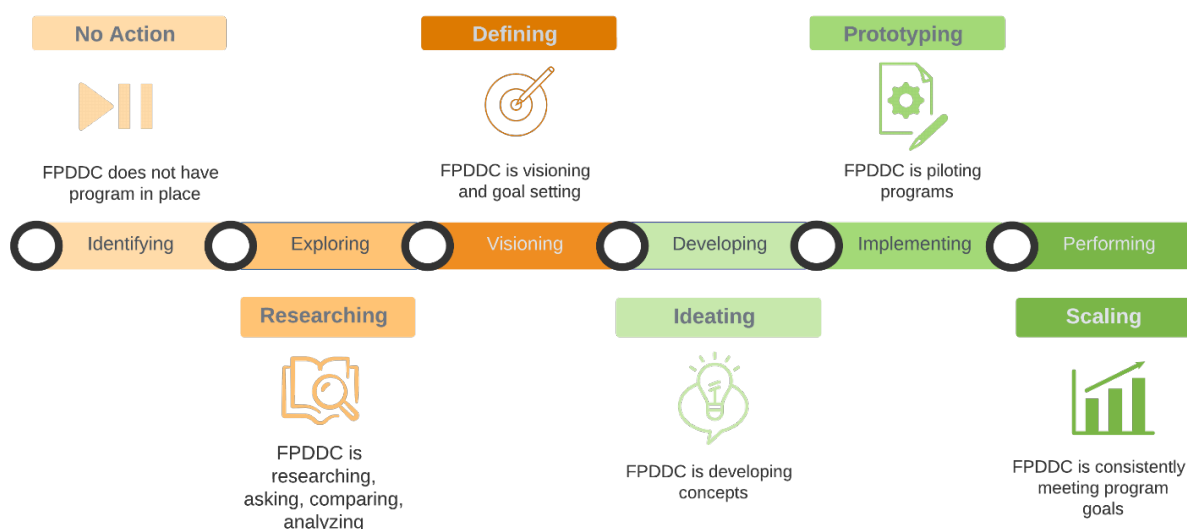 No Action
Defining
Prototyping
FPDDC does not have
program in place
FPDDC is visioning
and goal setting
FPDDC is piloting
programs
Identifying
Exploring
Visioning
Developing
Implementing
Performing
Researching
Ideating
Scaling
FPDDC is
researching,
asking, comparing,
analyzing
FPDDC is developing
concepts
FPDDC is consistently
meeting program
goals